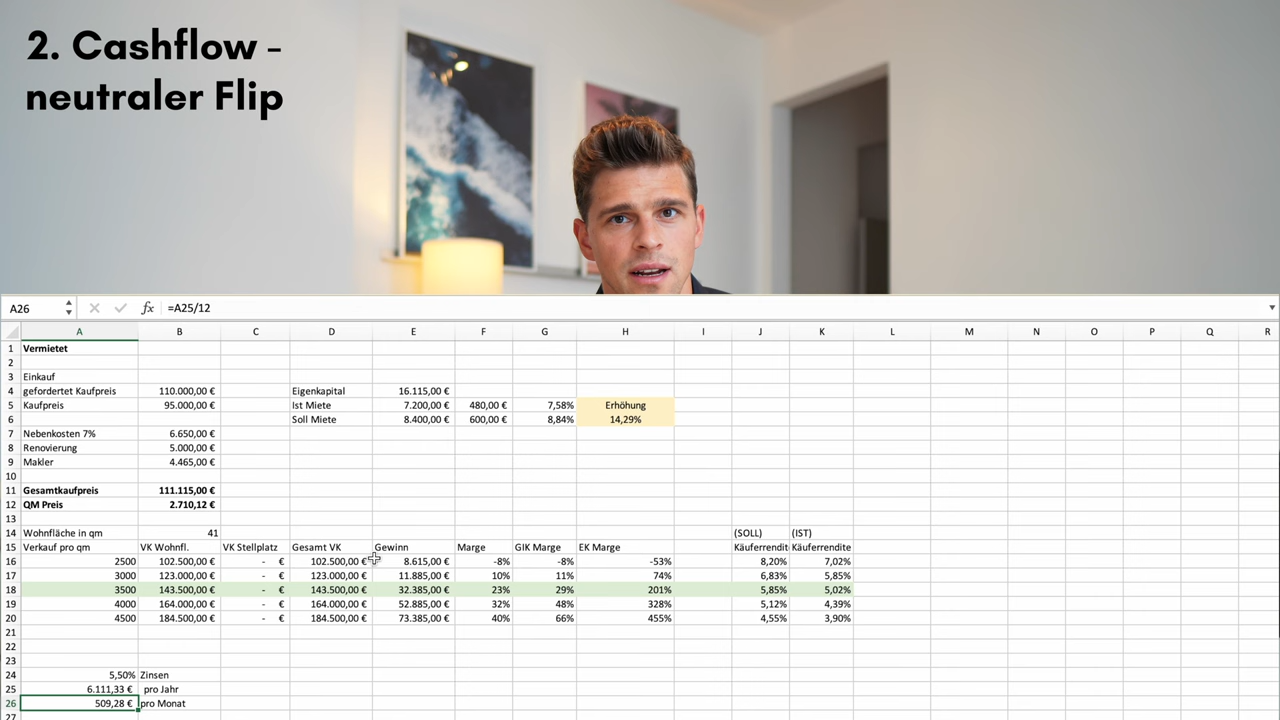 2. Cashflow -
neutraler Flip
A26 fx =A25/12
A B C D E F G H I J K L M N O P Q R
1 Vermietet
2
3 Einkauf
4 gefordertet Kaufpreis 110.000,00 € Eigenkapital 16.115,00 €
5 Kaufpreis 95.000,00 € Ist Miete 7.200,00 € 480,00 € 7,58% Erhöhung
6 Soll Miete 8.400,00 € 600,00 € 8,84% 14,29%
7 Nebenkosten 7% 6.650,00 €
8 Renovierung 5.000,00 €
9 Makler 4.465,00 €
10
11 Gesamtkaufpreis 111.115,00 €
12 QM Preis 2.710,12 €
13
14 Wohnfläche in qm 41 (SOLL) (IST)
15 Verkauf pro qm VK Wohnfl. VK Stellplatz Gesamt VK Gewinn Marge GIK Marge EK Marge Käuferrendit Käuferrendite
16 2500 102.500,00 € - € 102.500,00 € 8.615,00 € -8% -8% -53% 8,20% 7,02%
17 3000 123.000,00 € - € 123.000,00 € 11.885,00 € 10% 11% 74% 6,83% 5,85%
18 3500 143.500,00 € - € 143.500,00 € 32.385,00 € 23% 29% 201% 5,85% 5,02%
19 4000 164.000,00 € - € 164.000,00 € 52.885,00 € 32% 48% 328% 5,12% 4,39%
20 4500 184.500,00 € - € 184.500,00 € 73.385,00 € 40% 66% 455% 4,55% 3,90%
21
22
23
24 5,50% Zinsen
25 6.111,33 € pro Jahr
26 509,28 € pro Monat
27